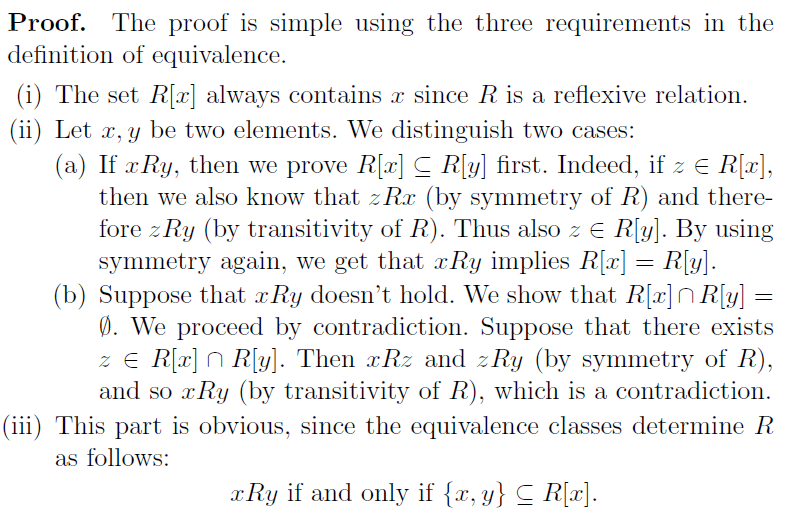 Proof. The proof is simple using the three requirements in the
definition of equivalence.
(i) The set R[x] always contains x since R is a reflexive relation.
(ii) Let x, y be two elements. We distinguish two cases:
(a) If xRy, then we prove R[x] ⊆ R[y] first. Indeed, if z ∈ R[x],
then we also know that zRx (by symmetry of R) and there-
fore zRy (by transitivity of R). Thus also z ∈ R[y]. By using
symmetry again, we get that xRy implies R[x] = R[y].
(b) Suppose that xRy doesn't hold. We show that R[x] ∩ R[y] =
∅. We proceed by contradiction. Suppose that there exists
z ∈ R[x] ∩ R[y]. Then xRz and zRy (by symmetry of R),
and so xRy (by transitivity of R), which is a contradiction.
(iii) This part is obvious, since the equivalence classes determine R
as follows:
xRy if and only if {x, y} ⊆ R[x].